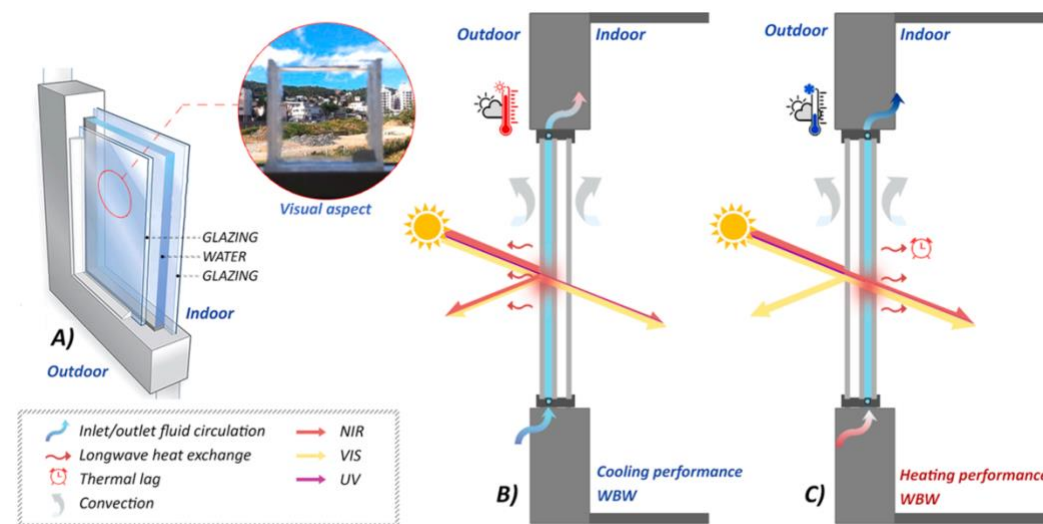 Visual aspect
GLAZING
WATER
GLAZING
Indoor
A)
Outdoor
Inlet/outlet fluid circulation
Longwave heat exchange
Thermal lag
Convection
NIR
VIS
UV
Outdoor
Indoor
Cooling performance
B)
WBW
Outdoor
Indoor
Heating performance
C)
WBW